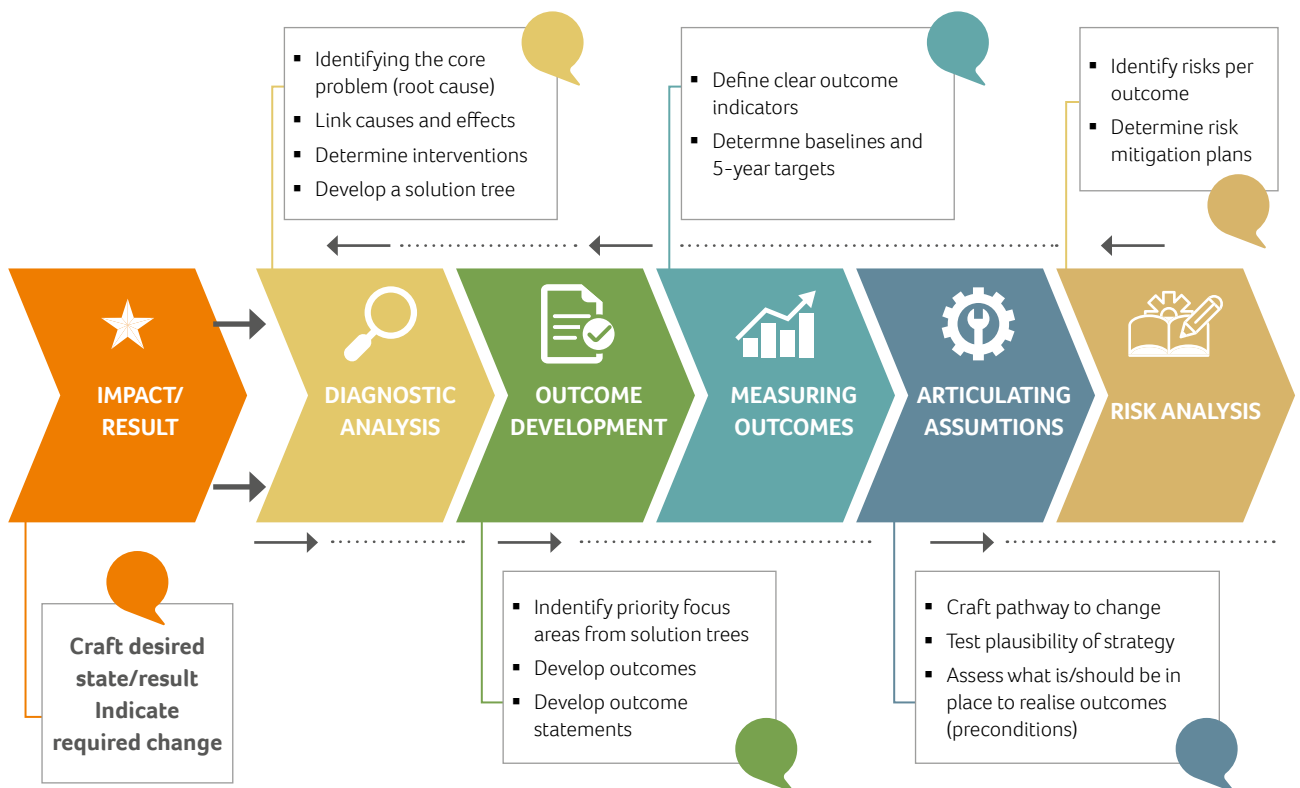 ▪ Identifying the core
problem (root cause)
▪ Link causes and effects
▪ Determine interventions
▪ Develop a solution tree
▪ Define clear outcome
indicators
▪ Determne baselines and
5-year targets
▪ Identify risks per
outcome
▪ Determine risk
mitigation plans
IMPACT/
RESULT
DIAGNOSTIC
ANALYSIS
OUTCOME
DEVELOPMENT
MEASURING
OUTCOMES
ARTICULATING
ASSUMTIONS
RISK ANALYSIS
Craft desired
state/result
Indicate
required change
▪ Indentify priority focus
areas from solution trees
▪ Develop outcomes
▪ Develop outcome
statements
▪ Craft pathway to change
▪ Test plausibility of strategy
▪ Assess what is/should be in
place to realise outcomes
(preconditions)